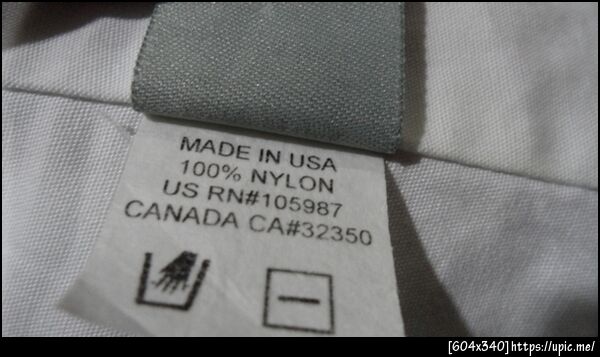 MADE IN USA
100% NYLON
US RN#105987
CANADA CA#32350
[604x340]https://upic.me/